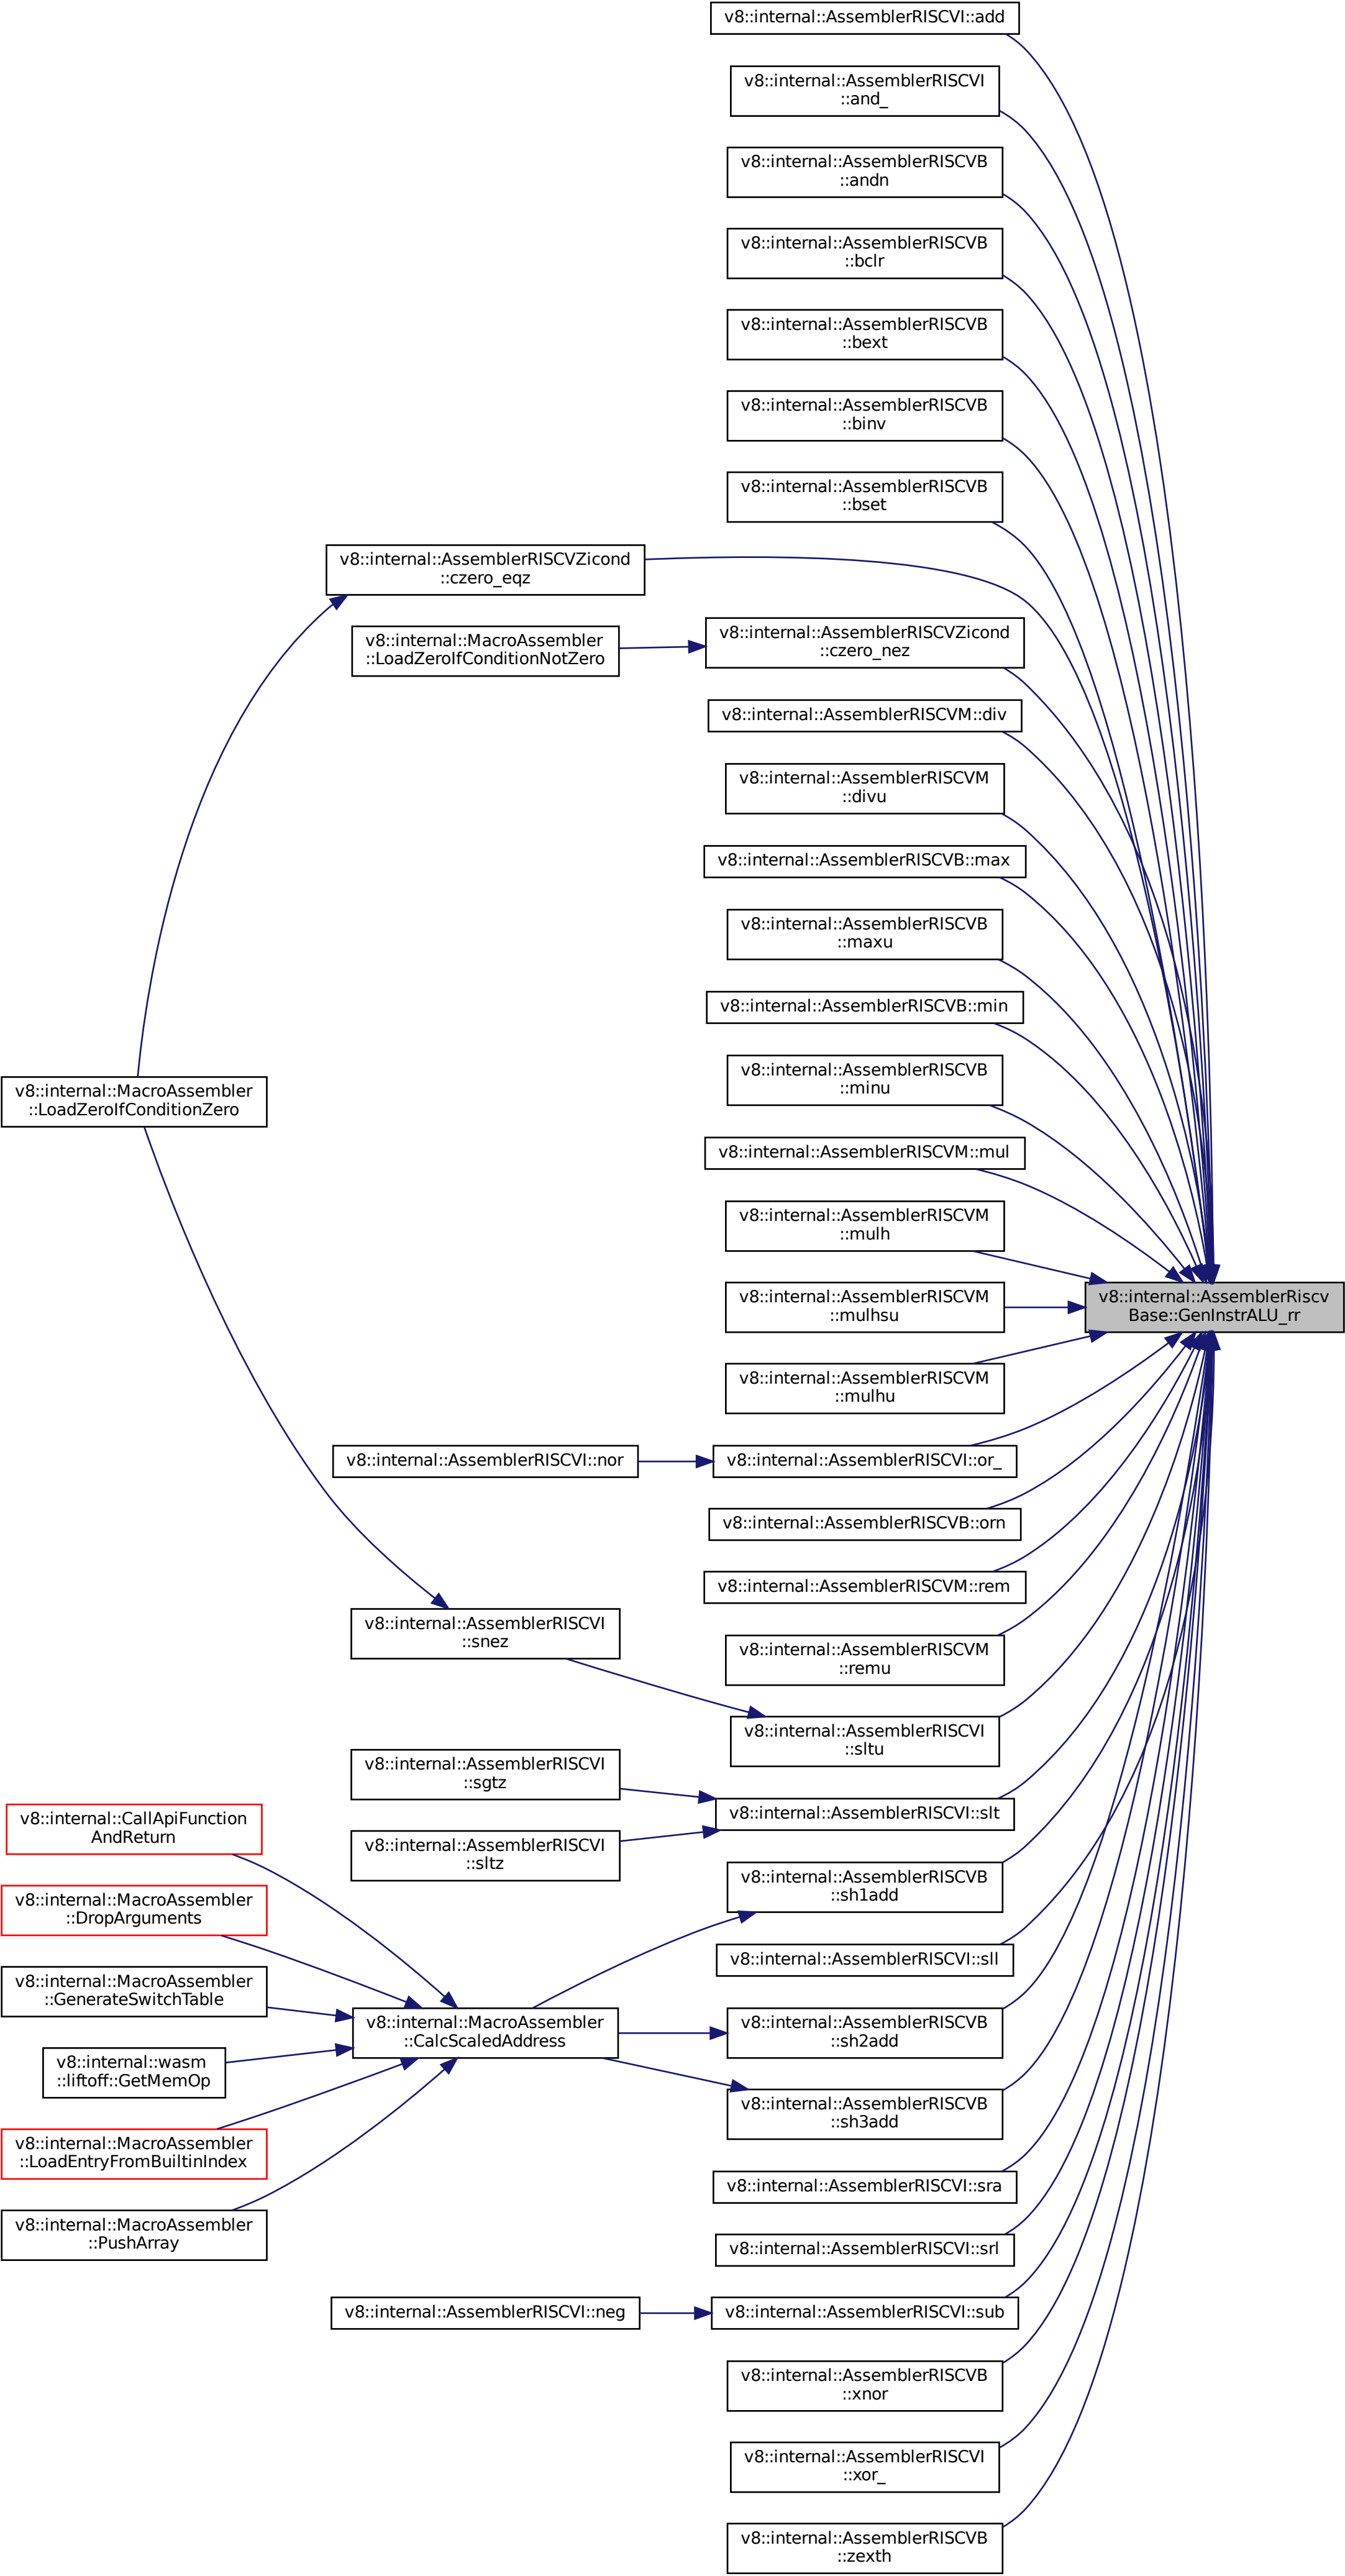 v8::internal::AssemblerRISCVI::add
v8::internal::AssemblerRISCVI
::and_
v8::internal::AssemblerRISCVB
::andn
v8::internal::AssemblerRISCVB
::bclr
v8::internal::AssemblerRISCVB
::bext
v8::internal::AssemblerRISCVB
::binv
v8::internal::AssemblerRISCVB
::bset
v8::internal::AssemblerRISCVZicond
::czero_eqz
v8::internal::AssemblerRISCVZicond
::czero_nez
v8::internal::MacroAssembler
::LoadZeroIfConditionNotZero
v8::internal::AssemblerRISCVM::div
v8::internal::AssemblerRISCVM
::divu
v8::internal::AssemblerRISCVB::max
v8::internal::AssemblerRISCVB
::maxu
v8::internal::AssemblerRISCVB::min
v8::internal::AssemblerRISCVB
::minu
v8::internal::MacroAssembler
::LoadZeroIfConditionZero
v8::internal::AssemblerRISCVM::mul
v8::internal::AssemblerRISCVM
::mulh
v8::internal::AssemblerRISCVM
::mulhsu
v8::internal::AssemblerRiscv
Base::GenInstrALU_rr
v8::internal::AssemblerRISCVM
::mulhu
v8::internal::AssemblerRISCVI::nor
v8::internal::AssemblerRISCVI::or_
v8::internal::AssemblerRISCVB::orn
v8::internal::AssemblerRISCVM::rem
v8::internal::AssemblerRISCVI
::snez
v8::internal::AssemblerRISCVM
::remu
v8::internal::AssemblerRISCVI
::sltu
v8::internal::AssemblerRISCVI
::sgtz
v8::internal::AssemblerRISCVI::slt
v8::internal::CallApiFunction
AndReturn
v8::internal::AssemblerRISCVI
::sltz
v8::internal::AssemblerRISCVB
::sh1add
v8::internal::MacroAssembler
::DropArguments
v8::internal::AssemblerRISCVI::sll
v8::internal::MacroAssembler
::GenerateSwitchTable
v8::internal::MacroAssembler
::CalcScaledAddress
v8::internal::AssemblerRISCVB
::sh2add
v8::internal::wasm
::liftoff::GetMemOp
v8::internal::AssemblerRISCVB
::sh3add
v8::internal::MacroAssembler
::LoadEntryFromBuiltinIndex
v8::internal::AssemblerRISCVI::sra
v8::internal::MacroAssembler
::PushArray
v8::internal::AssemblerRISCVI::srl
v8::internal::AssemblerRISCVI::neg
v8::internal::AssemblerRISCVI::sub
v8::internal::AssemblerRISCVB
::xnor
v8::internal::AssemblerRISCVI
::xor_
v8::internal::AssemblerRISCVB
::zexth